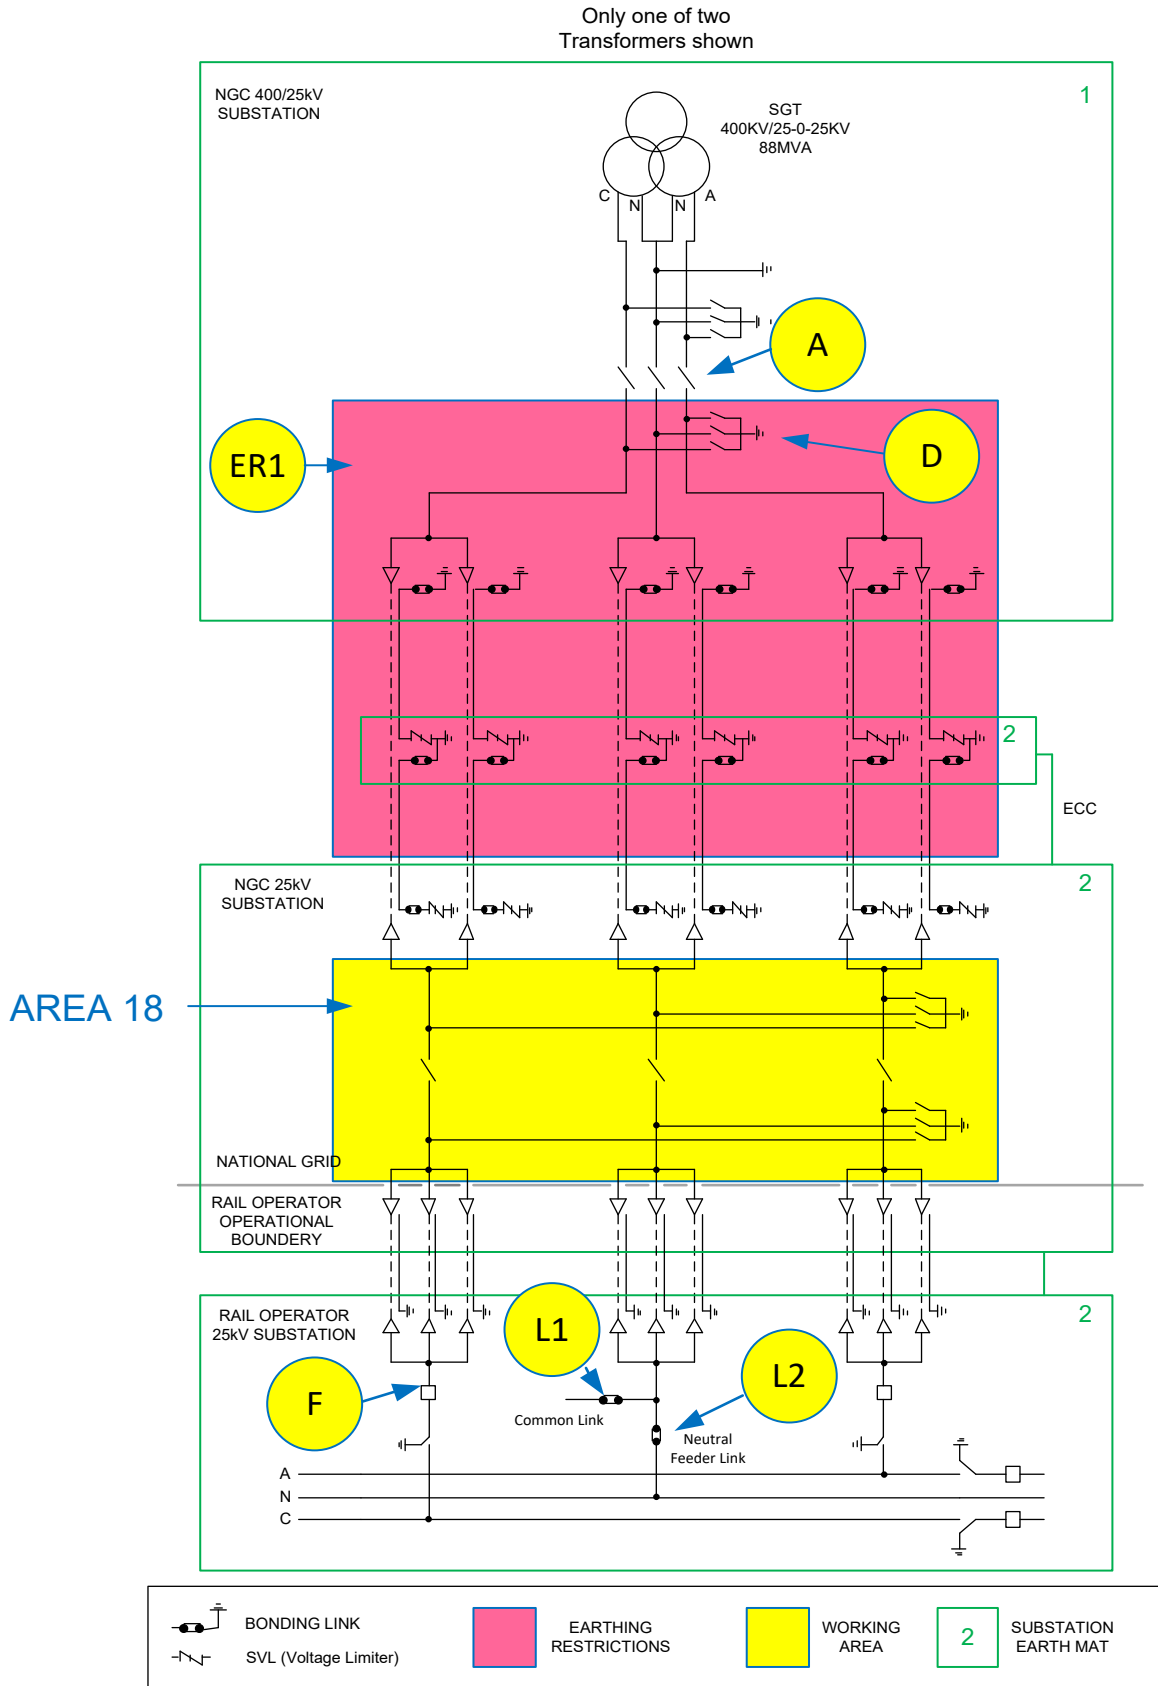 Only one of two
Transformers shown
NGC 400/25kV
SUBSTATION
1
SGT
400KV/25-0-25KV
88MVA
C
N
N
A
A
ER1
D
2
ECC
NGC 25kV
SUBSTATION
2
AREA 18
NATIONAL GRID
RAIL OPERATOR
OPERATIONAL
BOUNDERY
RAIL OPERATOR
25kV SUBSTATION
2
L1
L2
F
Common Link
Neutral
Feeder Link
A
N
C
BONDING LINK
SVL (Voltage Limiter)
EARTHING
RESTRICTIONS
WORKING
AREA
2
SUBSTATION
EARTH MAT